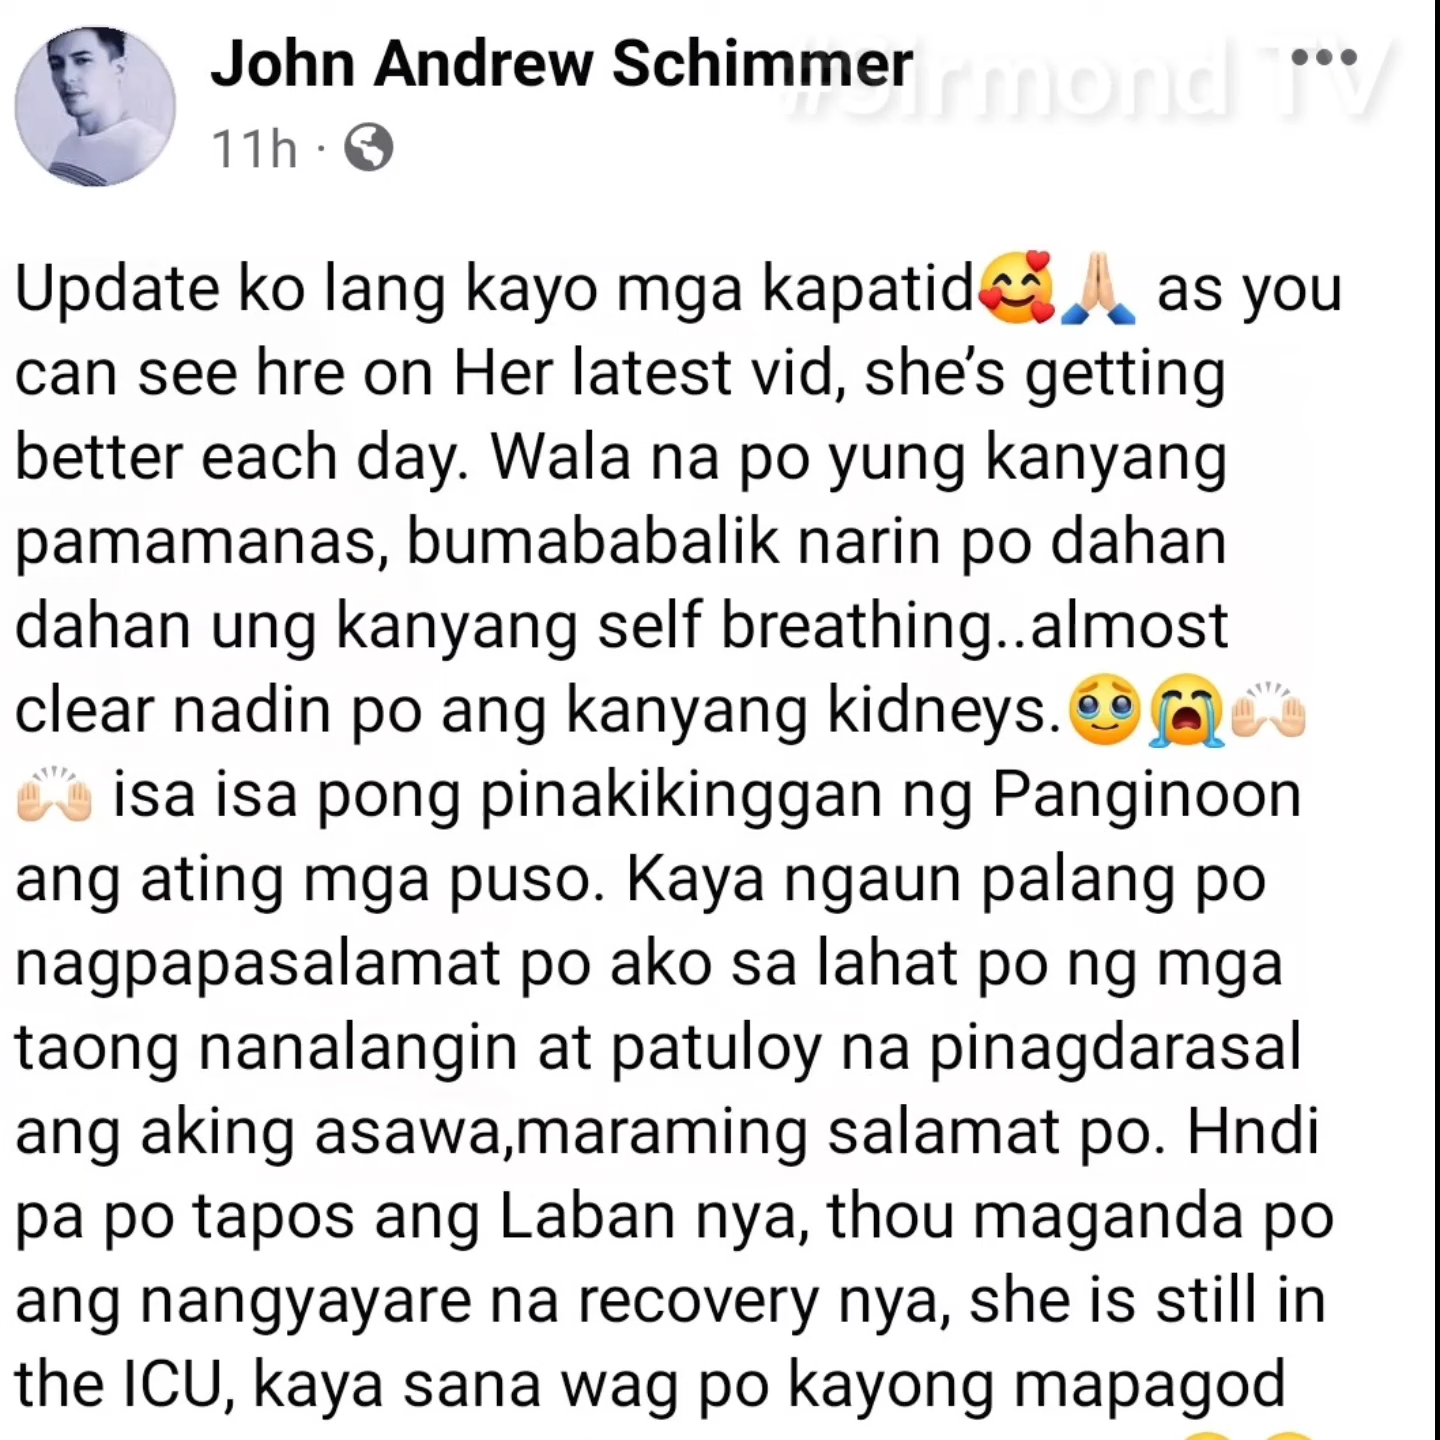 John Andrew Schimmer
#Sirmond TV
11h ·
Update ko lang kayo mga kapatid🥰🙏🏼 as you
can see hre on Her latest vid, she's getting
better each day. Wala na po yung kanyang
pamamanas, bumababalik narin po dahan
dahan ung kanyang self breathing..almost
clear nadin po ang kanyang kidneys.🥹😭🙌🏻
🙌🏻 isa isa pong pinakikinggan ng Panginoon
ang ating mga puso. Kaya ngaun palang po
nagpapasalamat po ako sa lahat po ng mga
taong nanalangin at patuloy na pinagdarasal
ang aking asawa,maraming salamat po. Hndi
pa po tapos ang Laban nya, thou maganda po
ang nangyayare na recovery nya, she is still in
the ICU, kaya sana wag po kayong mapagod